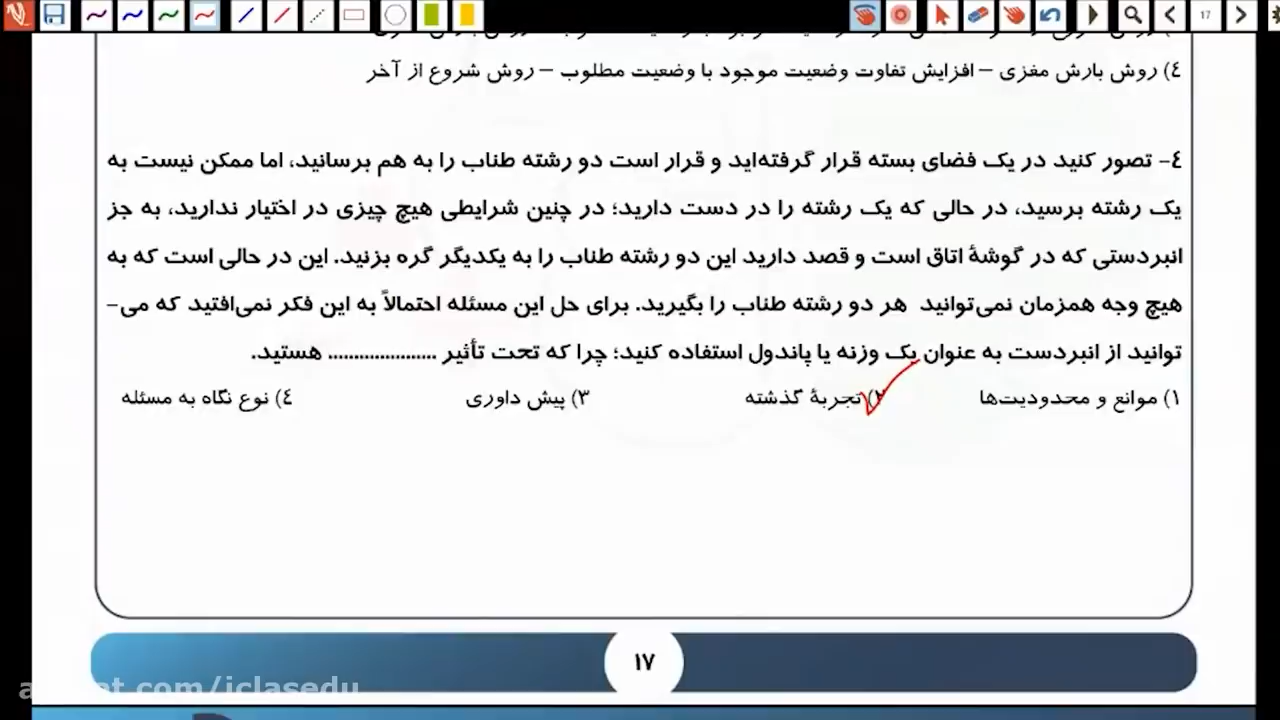 17
٤) روش بارش مغزی – افزایش تفاوت وضعیت موجود با وضعیت مطلوب – روش شروع از آخر
٤- تصور کنید در یک فضای بسته قرار گرفته‌اید و قرار است دو رشته طناب را به هم برسانید، اما ممکن نیست به
یک رشته برسید، در حالی که یک رشته را در دست دارید؛ در چنین شرایطی هیچ چیزی در اختیار ندارید، به جز
انبردستی که در گوشهٔ اتاق است و قصد دارید این دو رشته طناب را به یکدیگر گره بزنید. این در حالی است که به
هیچ وجه همزمان نمی‌توانید هر دو رشته طناب را بگیرید. برای حل این مسئله احتمالاً به این فکر نمی‌افتید که می-
توانید از انبردست به عنوان یک وزنه یا پاندول استفاده کنید؛ چرا که تحت تأثیر ..................... هستید.
۱) موانع و محدودیت‌ها ۲) تجربهٔ گذشته ۳) پیش داوری ٤) نوع نگاه به مسئله
۱۷